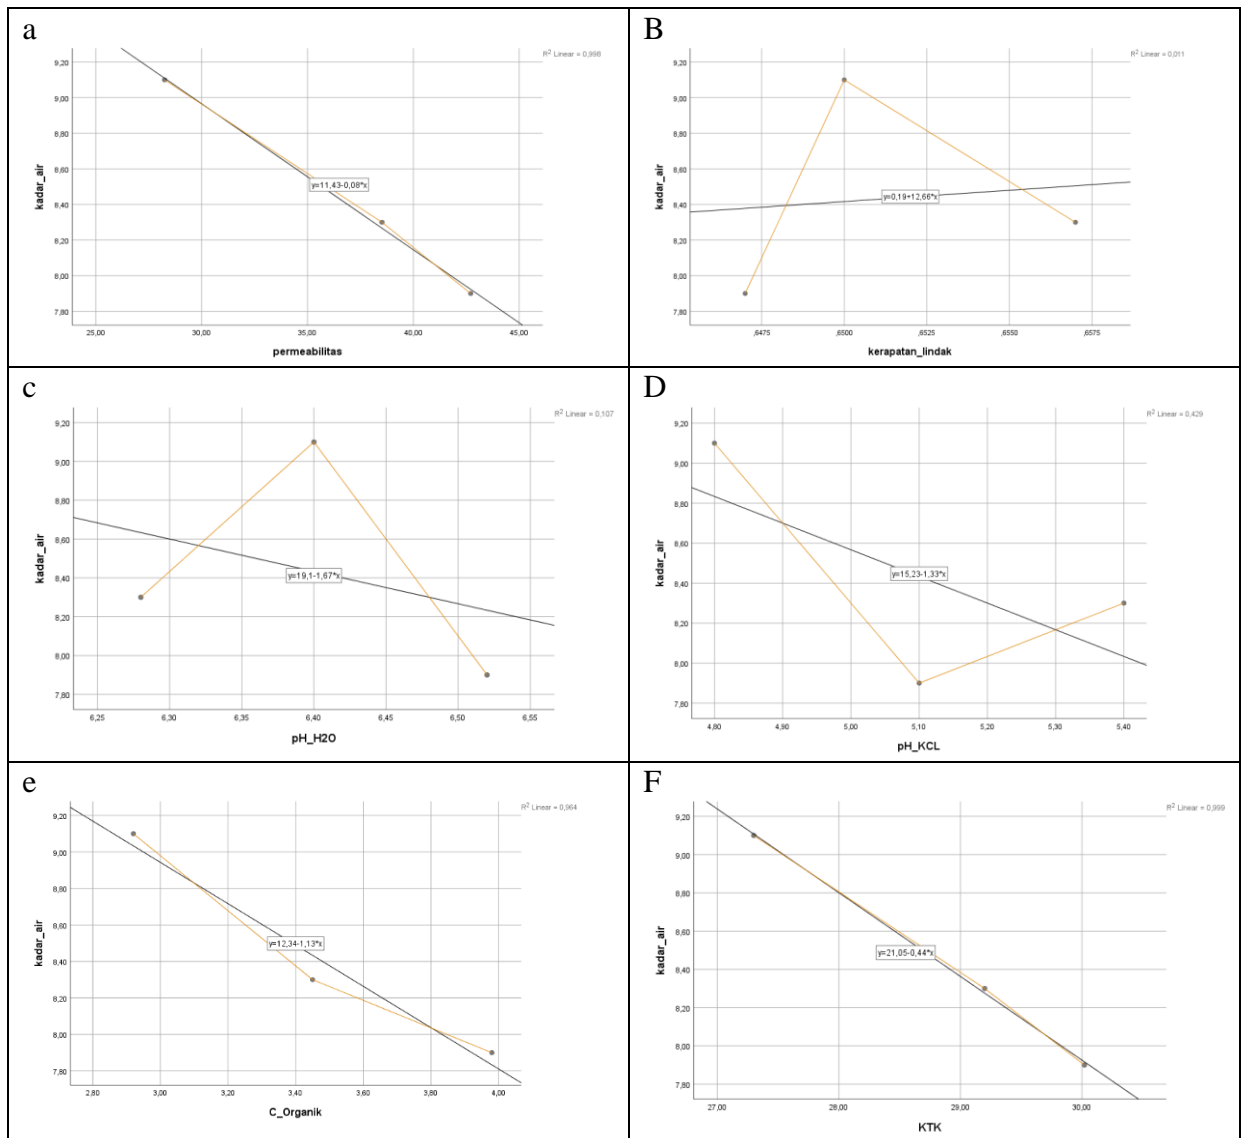 a
R² Linear = 0,998
9,20
9,00
8,80
8,60
8,40
8,20
8,00
7,80
kadar_air
y=11,43-0,08*x
25,00 30,00 35,00 40,00 45,00
permeabilitas
B
R² Linear = 0,011
9,20
9,00
8,80
8,60
8,40
8,20
8,00
7,80
kadar_air
y=0,19+12,66*x
,6475 ,6500 ,6525 ,6550 ,6575
kerapatan_lindak
c
R² Linear = 0,107
9,20
9,00
8,80
8,60
8,40
8,20
8,00
7,80
kadar_air
y=19,1-1,67*x
6,25 6,30 6,35 6,40 6,45 6,50 6,55
pH_H2O
D
R² Linear = 0,429
9,20
9,00
8,80
8,60
8,40
8,20
8,00
7,80
kadar_air
y=15,23-1,33*x
4,80 4,90 5,00 5,10 5,20 5,30 5,40
pH_KCL
e
R² Linear = 0,964
9,20
9,00
8,80
8,60
8,40
8,20
8,00
7,80
kadar_air
y=12,34-1,13*x
2,80 3,00 3,20 3,40 3,60 3,80 4,00
C_Organik
F
R² Linear = 0,999
9,20
9,00
8,80
8,60
8,40
8,20
8,00
7,80
kadar_air
y=21,05-0,44*x
27,00 28,00 29,00 30,00
KTK